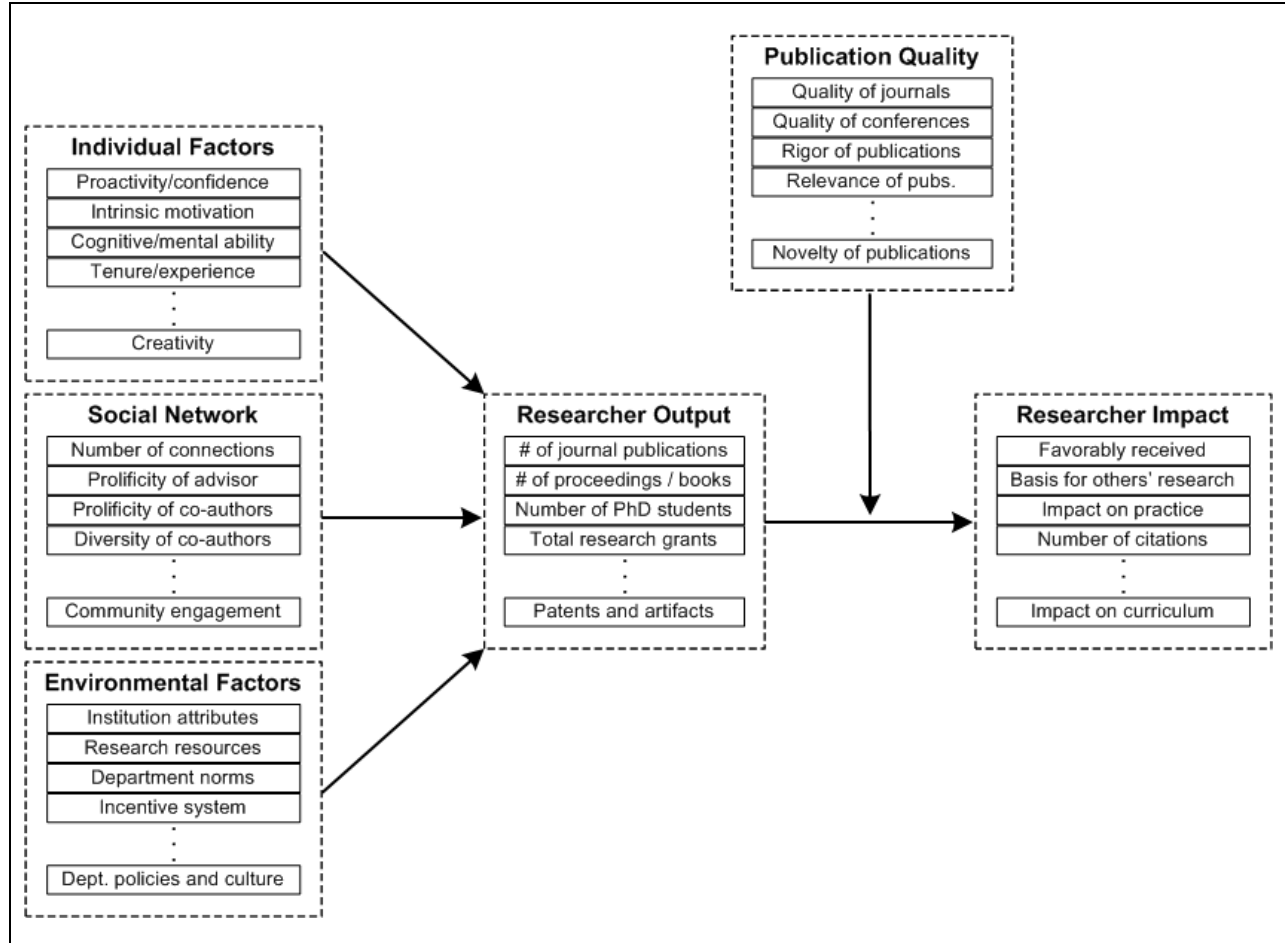 Publication Quality
Quality of journals
Quality of conferences
Rigor of publications
Relevance of pubs.
Novelty of publications
Individual Factors
Proactivity/confidence
Intrinsic motivation
Cognitive/mental ability
Tenure/experience
Creativity
Social Network
Number of connections
Prolificity of advisor
Prolificity of co-authors
Diversity of co-authors
Community engagement
Environmental Factors
Institution attributes
Research resources
Department norms
Incentive system
Dept. policies and culture
Researcher Output
# of journal publications
# of proceedings / books
Number of PhD students
Total research grants
Patents and artifacts
Researcher Impact
Favorably received
Basis for others' research
Impact on practice
Number of citations
Impact on curriculum